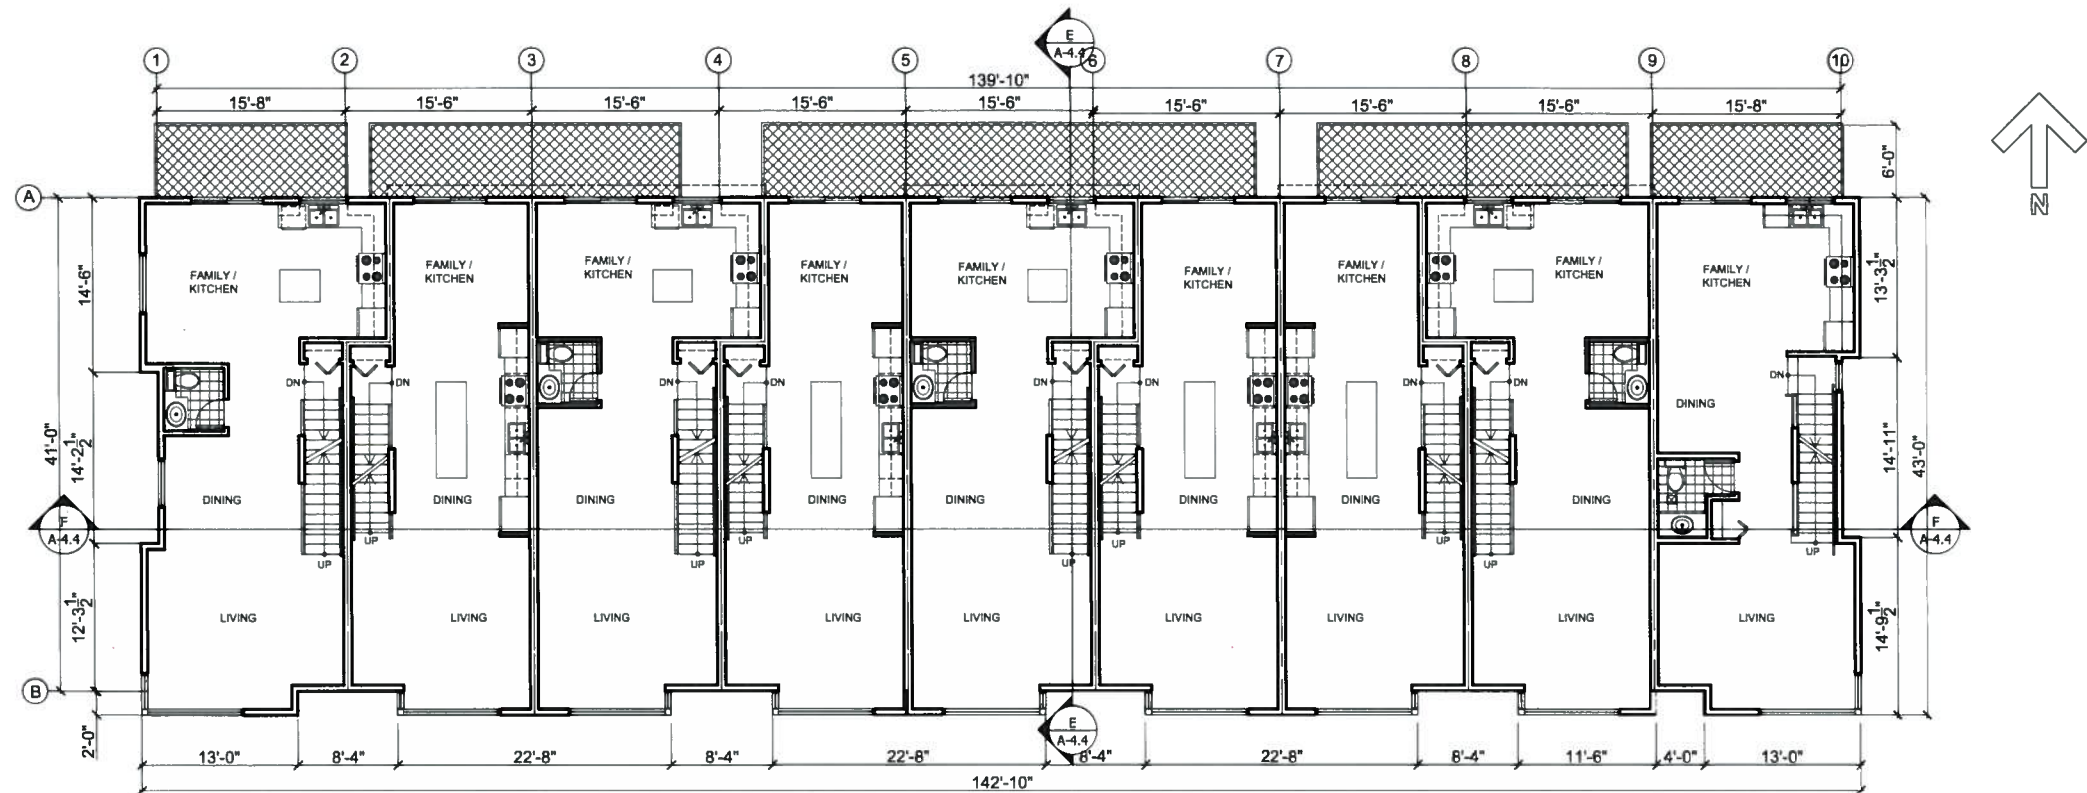 E
A-4.4
1 2 3 4 5 6 7 8 9 10
139'-10"
15'-8" 15'-6" 15'-6" 15'-6" 15'-6" 15'-6" 15'-6" 15'-6" 15'-8"
6'-0"
N
A
14'-6"
13'-3 1/2"
FAMILY / KITCHEN
FAMILY / KITCHEN
FAMILY / KITCHEN
FAMILY / KITCHEN
FAMILY / KITCHEN
FAMILY / KITCHEN
FAMILY / KITCHEN
FAMILY / KITCHEN
FAMILY / KITCHEN
DN DN DN DN DN DN DN DN DN
DINING
41'-0"
14'-2 1/2"
14'-11"
43'-0"
DINING DINING DINING DINING DINING DINING DINING DINING
F
A-4.4
F
A-4.4
UP UP UP UP UP UP UP UP UP
12'-3 1/2"
14'-9 1/2"
LIVING LIVING LIVING LIVING LIVING LIVING LIVING LIVING LIVING
B
2'-0"
E
A-4.4
13'-0" 8'-4" 22'-8" 8'-4" 22'-8" 8'-4" 22'-8" 8'-4" 11'-6" 4'-0" 13'-0"
142'-10"